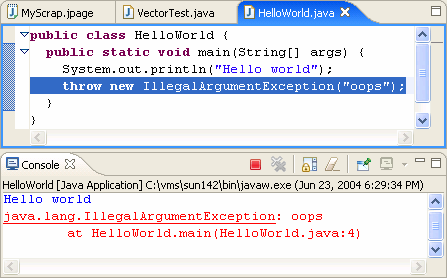 MyScrap.jpage VectorTest.java HelloWorld.java
public class HelloWorld {
public static void main(String[] args) {
System.out.println("Hello world");
throw new IllegalArgumentException("oops");
}
}
Console
HelloWorld [Java Application] C:\vms\sun142\bin\javaw.exe (Jun 23, 2004 6:29:34 PM)
Hello world
java.lang.IllegalArgumentException: oops
at HelloWorld.main(HelloWorld.java:4)